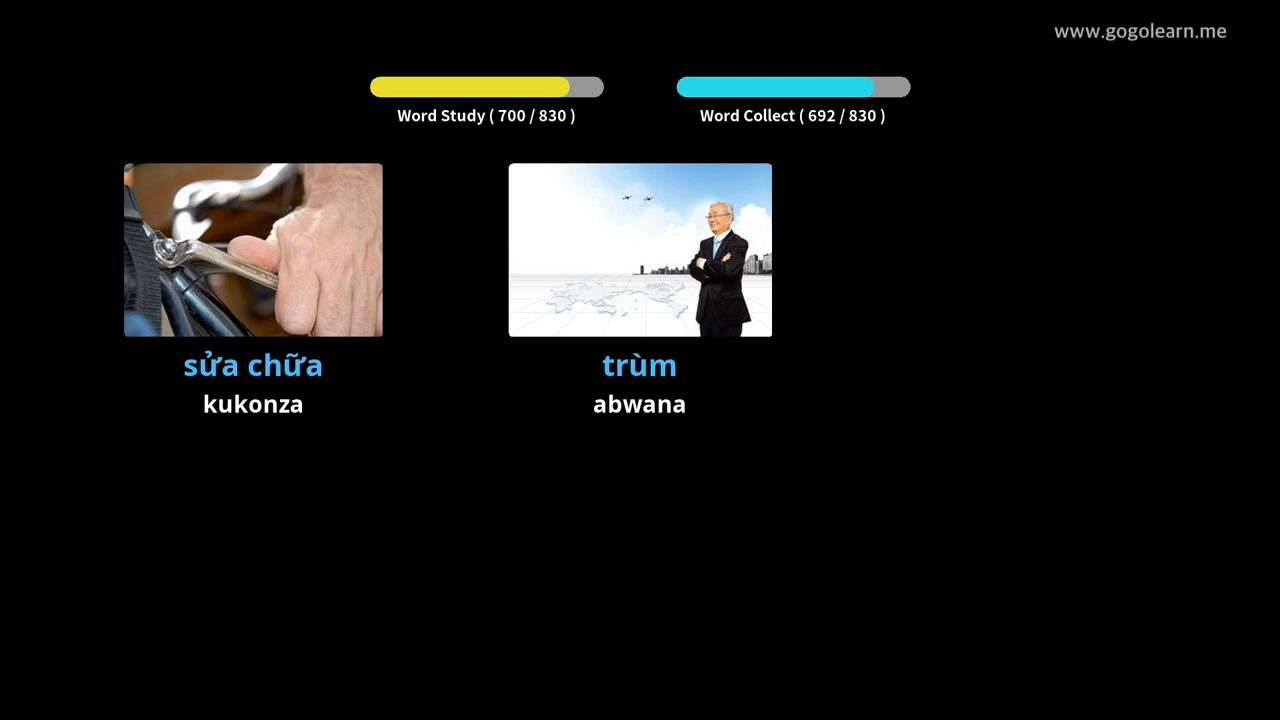 www.gogolearn.me
Word Study ( 700 / 830 )
Word Collect ( 692 / 830 )
sửa chữa
kukonza
trùm
abwana